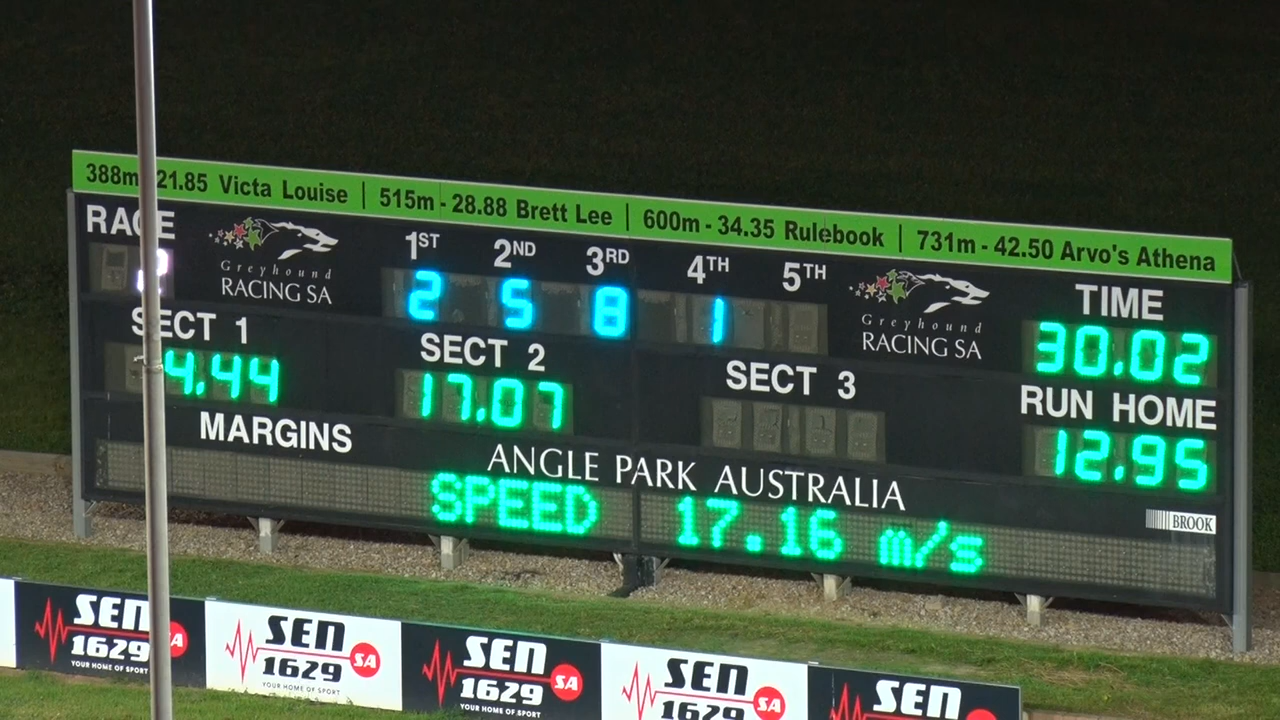 388m 21.85 Victa Louise | 515m - 28.88 Brett Lee | 600m - 34.35 Rulebook | 731m - 42.50 Arvo's Athena
RACE
Greyhound
RACING SA
1ST 2ND 3RD 4TH 5TH
2 5 8 1
Greyhound
RACING SA
TIME
30.02
SECT 1
4.44
SECT 2
17.07
SECT 3
RUN HOME
12.95
MARGINS
ANGLE PARK AUSTRALIA
SPEED 17.16 m/s
BROOK
SEN
1629
YOUR HOME OF SPORT
SEN
1629 SA
YOUR HOME OF SPORT
SEN
1629 SA
YOUR HOME OF SPORT
SEN
1629 SA
SEN